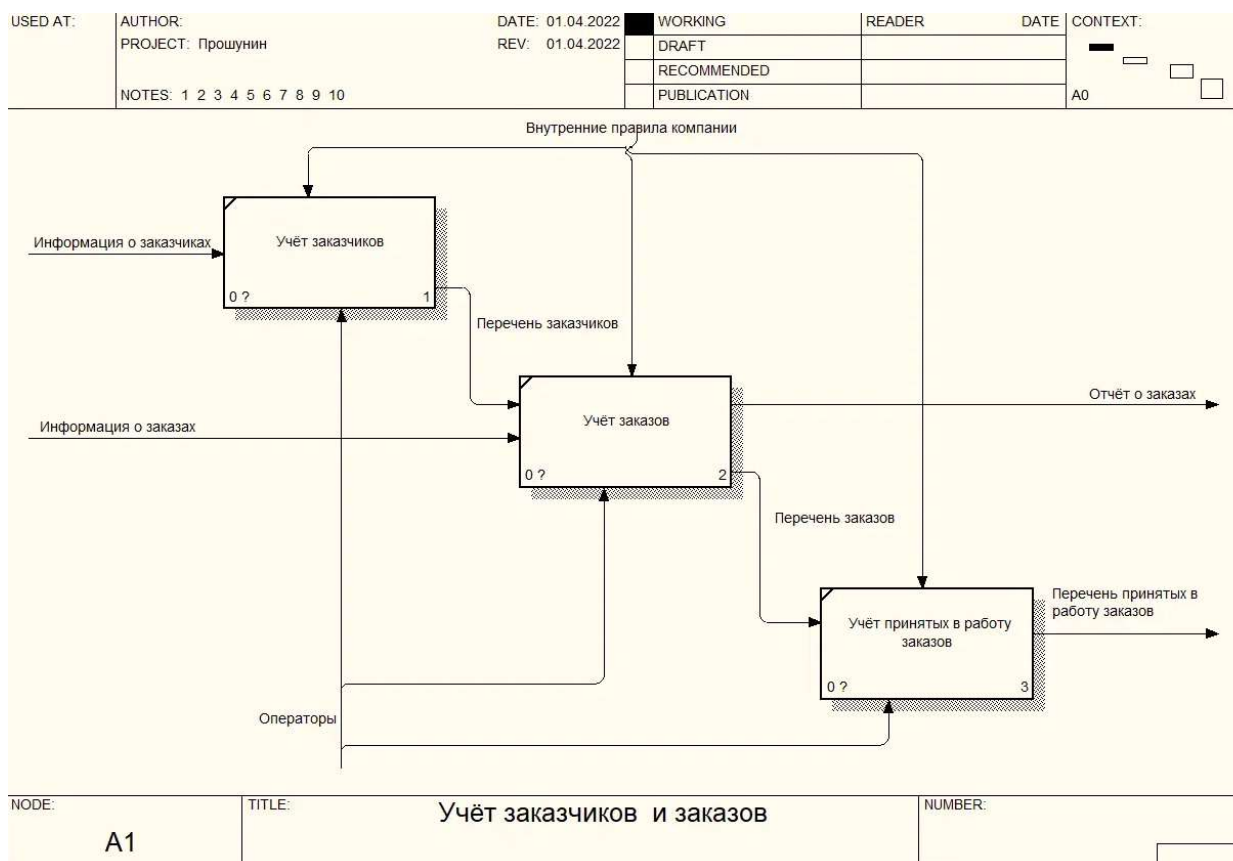 USED AT:
AUTHOR:
DATE: 01.04.2022
PROJECT: Прошунин
REV: 01.04.2022
NOTES: 1 2 3 4 5 6 7 8 9 10
WORKING
DRAFT
RECOMMENDED
PUBLICATION
READER
DATE
CONTEXT:
A0
Внутренние правила компании
Информация о заказчиках
Учёт заказчиков
0 ?
1
Перечень заказчиков
Информация о заказах
Учёт заказов
0 ?
2
Отчёт о заказах
Перечень заказов
Учёт принятых в работу
заказов
0 ?
3
Перечень принятых в
работу заказов
Операторы
NODE:
A1
TITLE:
Учёт заказчиков и заказов
NUMBER: